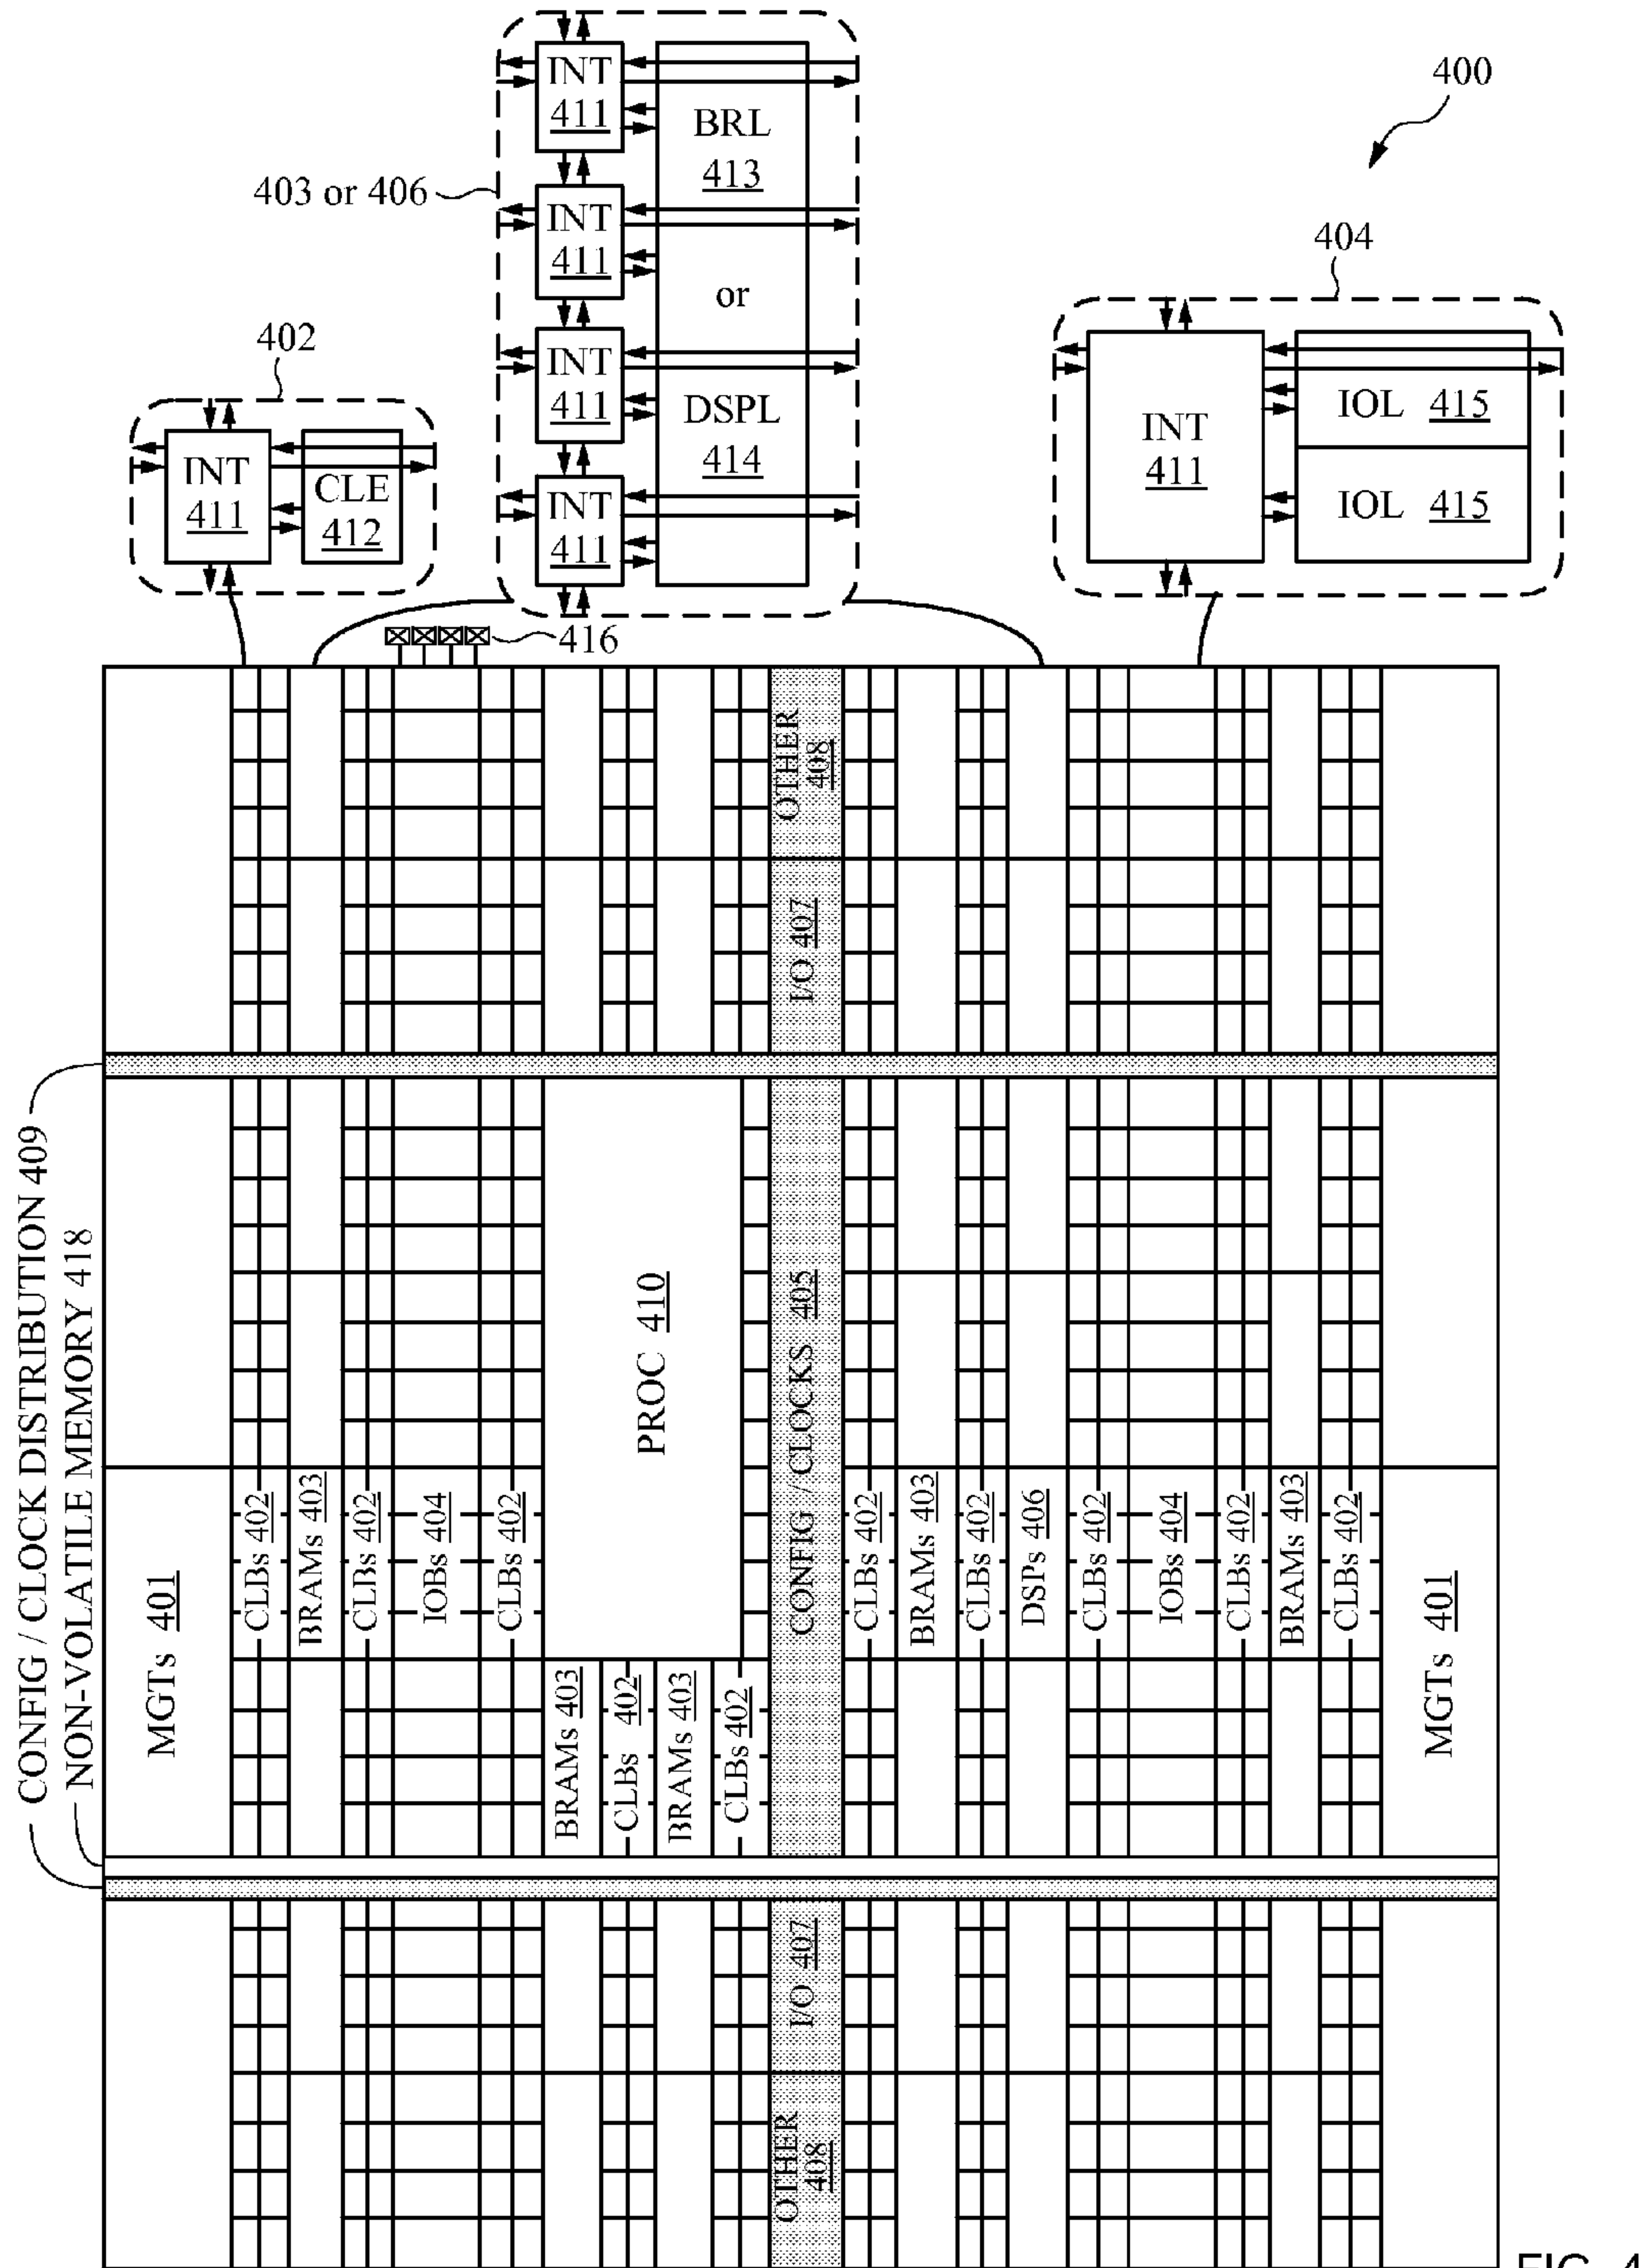 400
403 or 406
INT
411
INT
411
INT
411
INT
411
BRL
413
or
DSPL
414
404
INT
411
IOL 415
IOL 415
402
INT
411
CLE
412
416
OTHER
408
I/O 407
CONFIG / CLOCK DISTRIBUTION 409
NON-VOLATILE MEMORY 418
PROC 410
CONFIG / CLOCKS 405
MGTs 401
CLBs 402
BRAMs 403
CLBs 402
IOBs 404
CLBs 402
BRAMs 403
CLBs 402
BRAMs 403
CLBs 402
CLBs 402
BRAMs 403
CLBs 402
DSPs 406
CLBs 402
IOBs 404
CLBs 402
BRAMs 403
CLBs 402
MGTs 401
I/O 407
OTHER
408